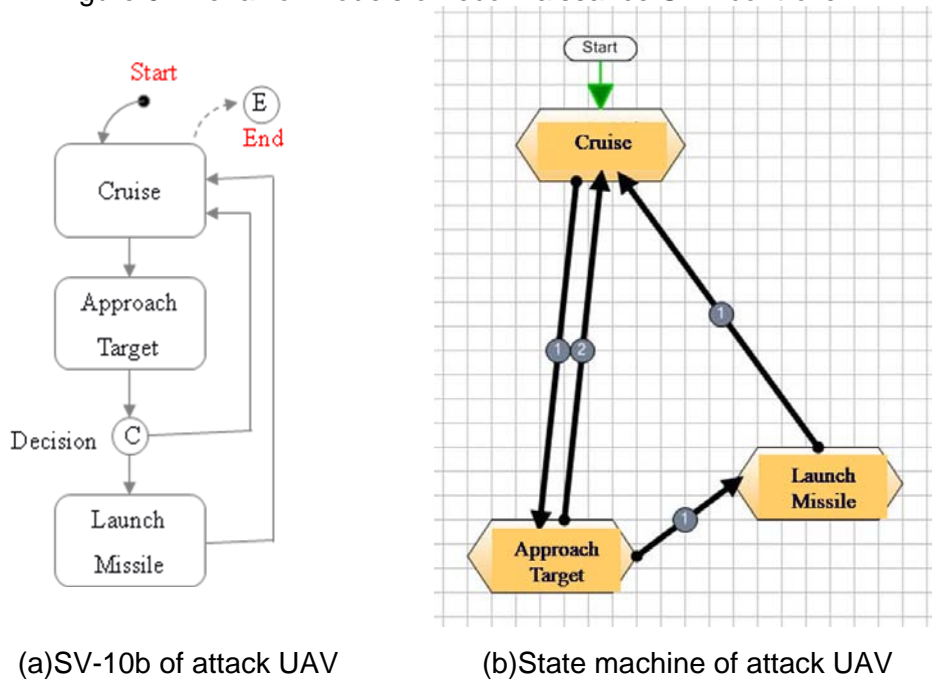 Start
E
End
Cruise
Approach
Target
Decision
C
Launch
Missile
Start
Cruise
1
2
1
1
Launch
Missile
Approach
Target
(a)SV-10b of attack UAV
(b)State machine of attack UAV